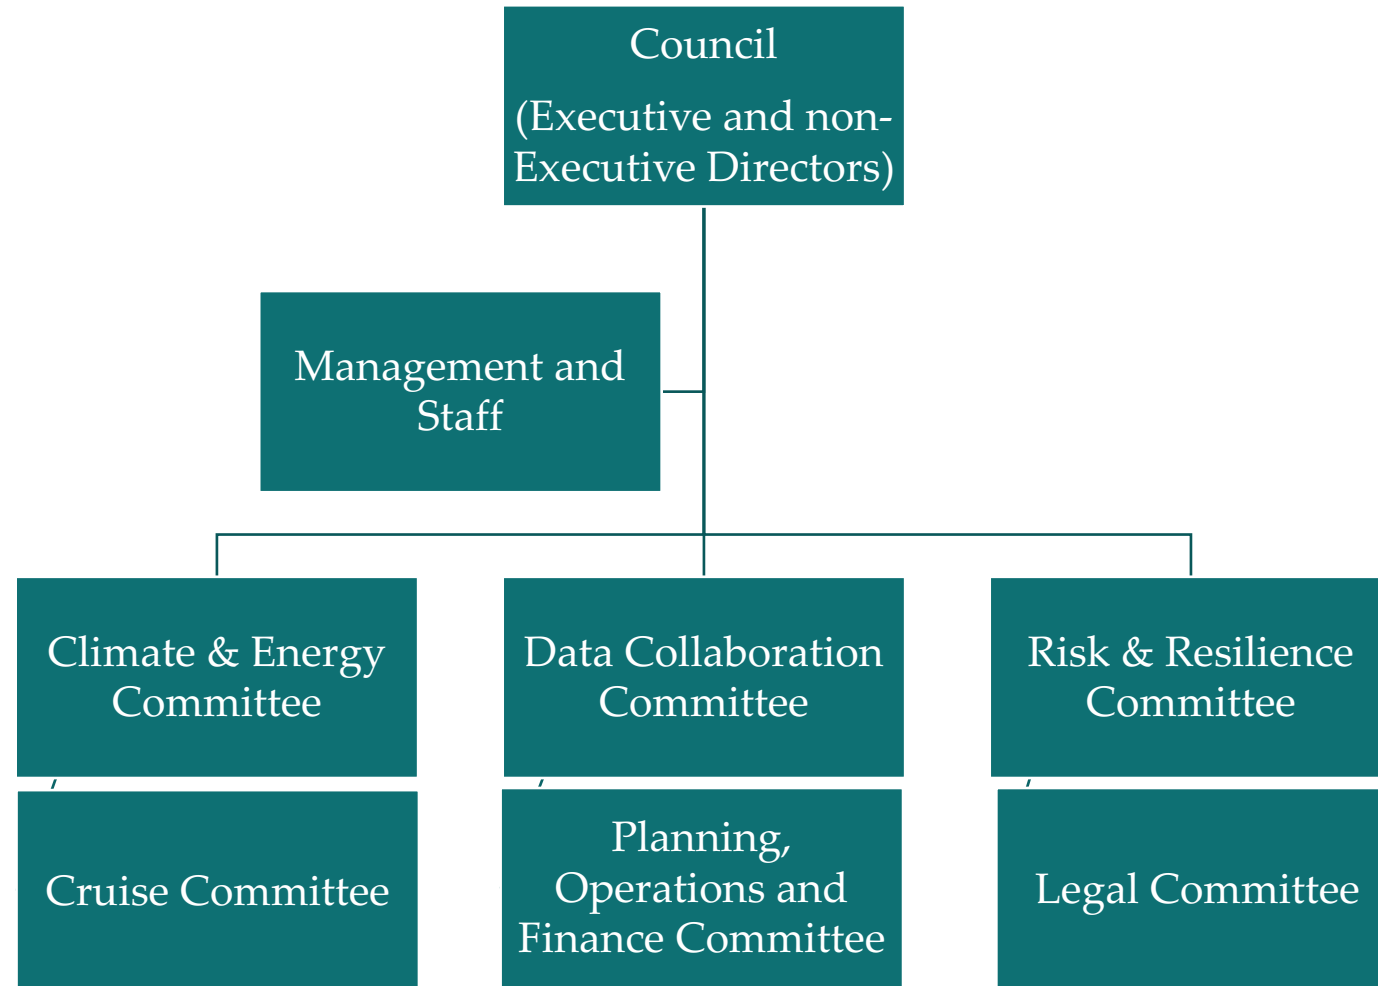 Council
(Executive and non-
Executive Directors)
Management and
Staff
Climate & Energy
Committee
Data Collaboration
Committee
Risk & Resilience
Committee
Cruise Committee
Planning,
Operations and
Finance Committee
Legal Committee